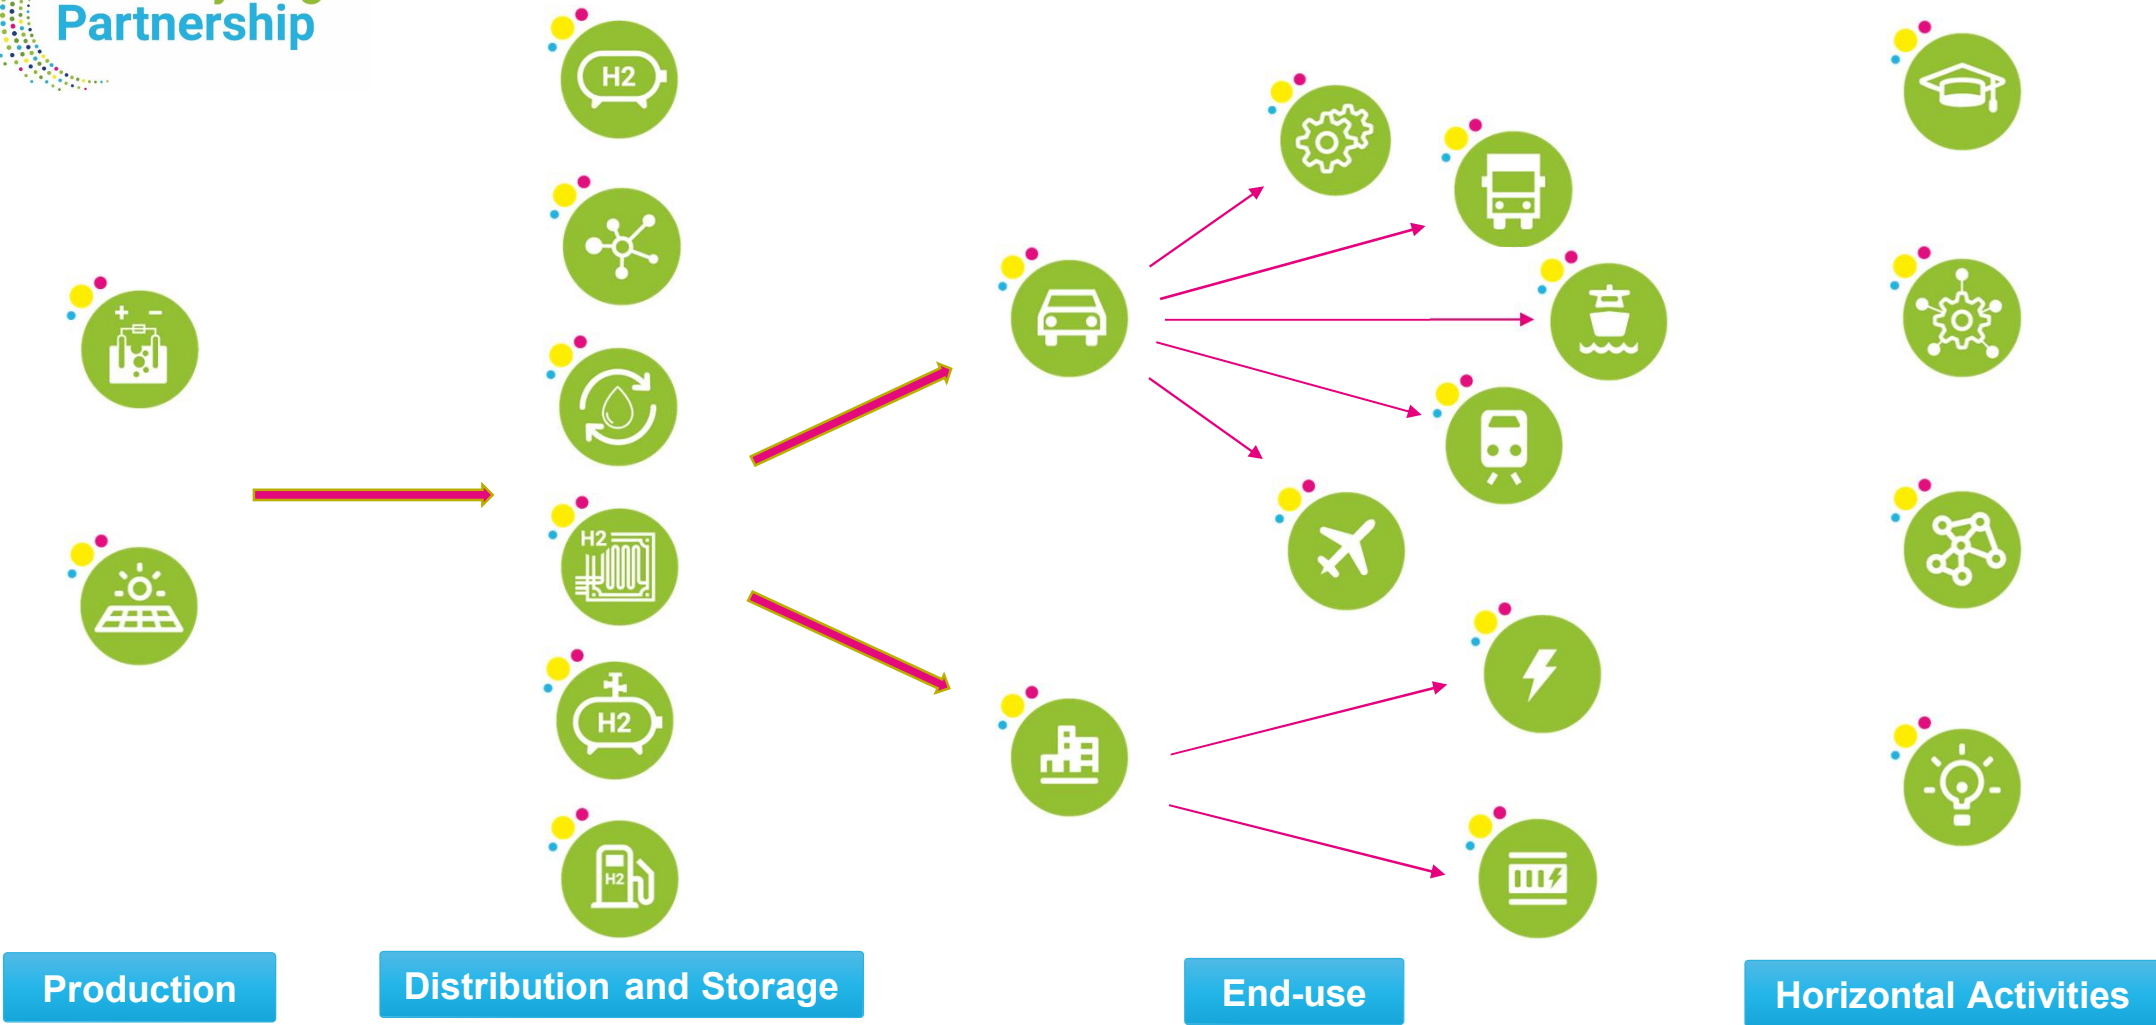 Partnership
H2
H2
H2
H2
Production
Distribution and Storage
End-use
Horizontal Activities